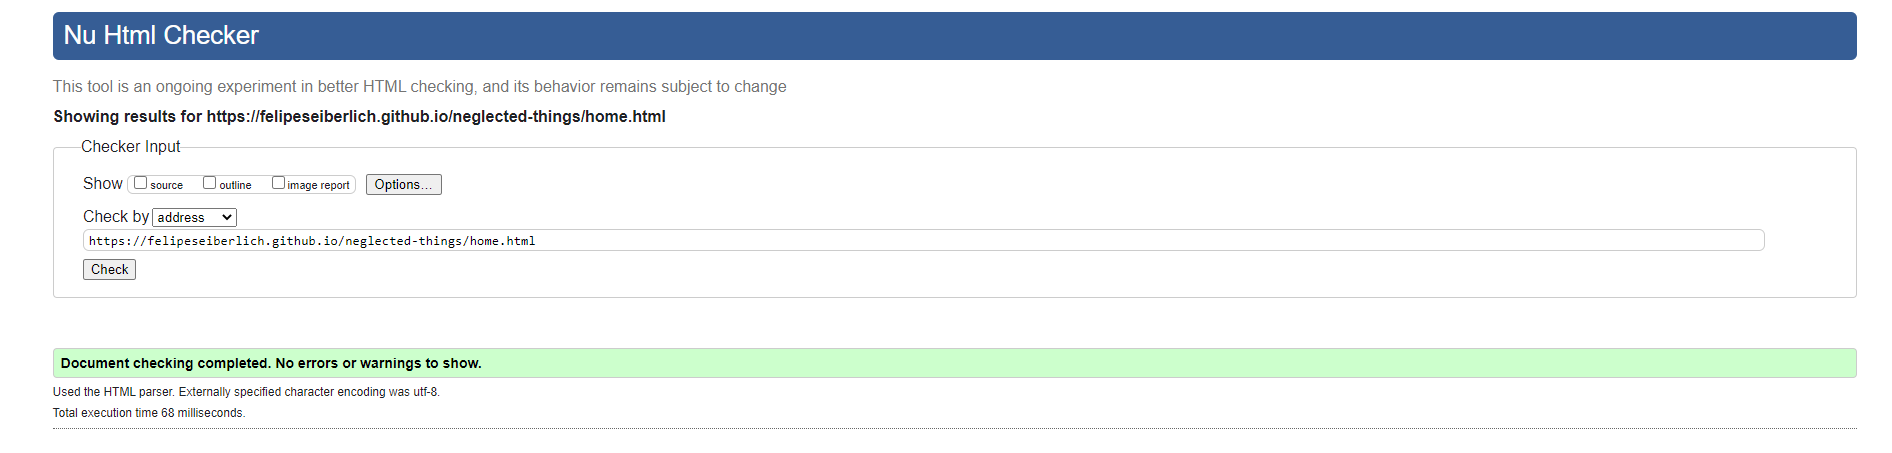 Nu Html Checker
This tool is an ongoing experiment in better HTML checking, and its behavior remains subject to change
Showing results for https://felipeseiberlich.github.io/neglected-things/home.html
Checker Input
Show source outline image report Options...
Check by address
https://felipeseiberlich.github.io/neglected-things/home.html
Check
Document checking completed. No errors or warnings to show.
Used the HTML parser. Externally specified character encoding was utf-8.
Total execution time 68 milliseconds.